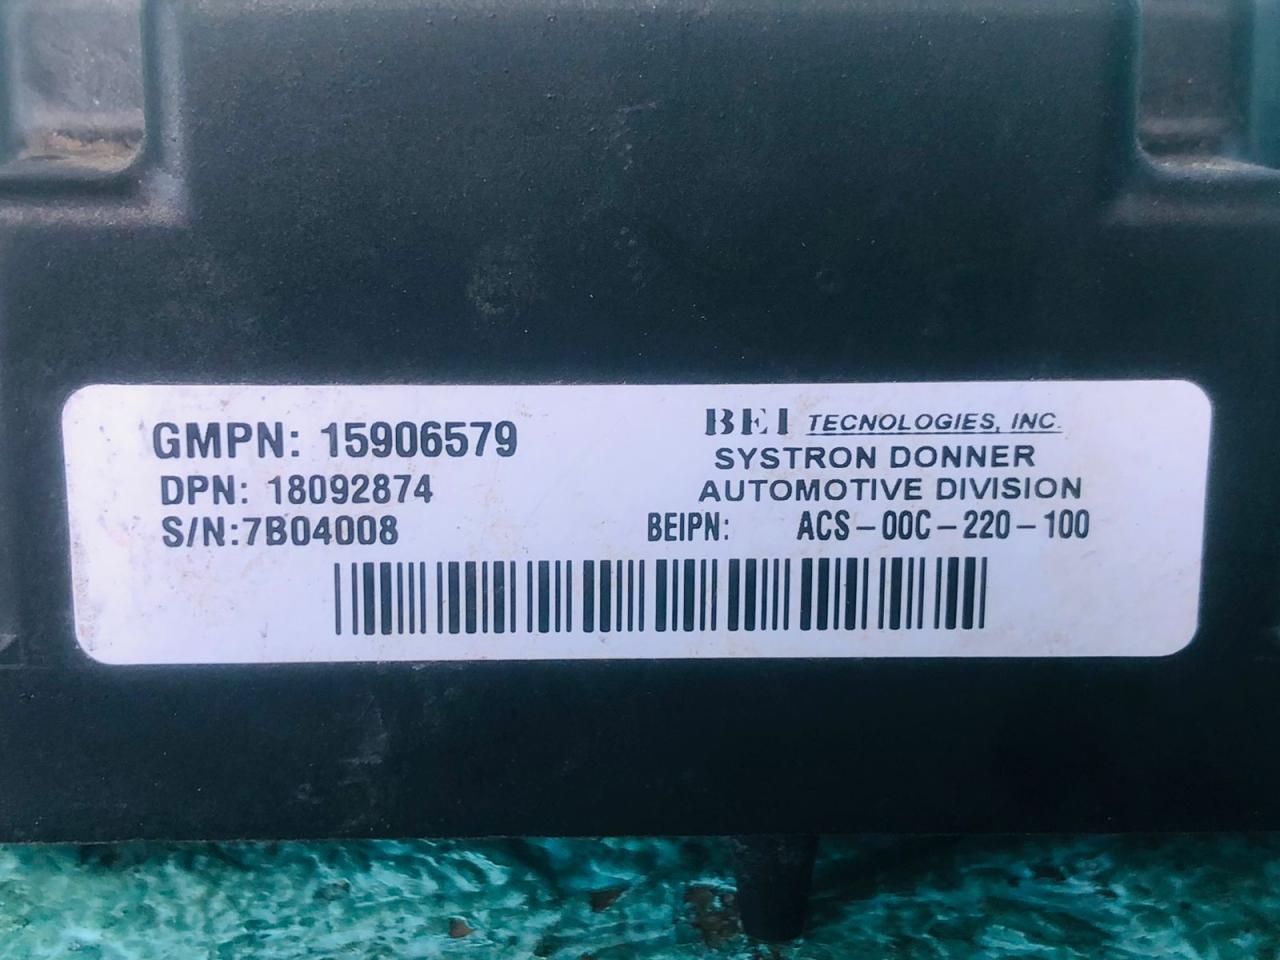 GMPN: 15906579
DPN: 18092874
S/N:7B04008
BEI TECNOLOGIES, INC.
SYSTRON DONNER
AUTOMOTIVE DIVISION
BEIPN: ACS-00C-220-100